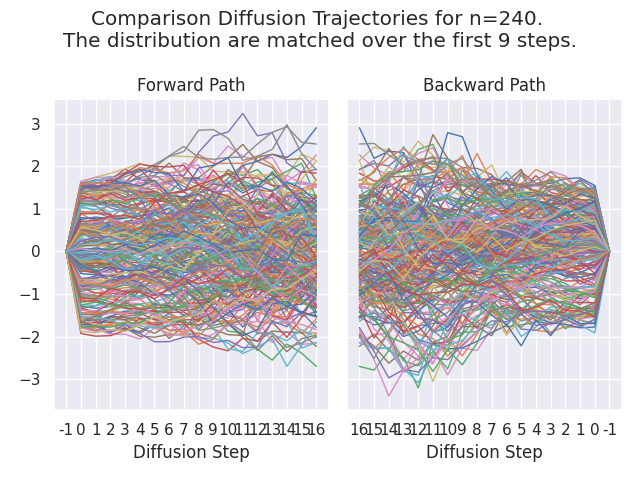 Comparison Diffusion Trajectories for n=240.
The distribution are matched over the first 9 steps.
Forward Path
Backward Path
3
2
1
0
−1
−2
−3
-1 0 1 2 3 4 5 6 7 8 9 10 11 12 13 14 15 16
16 15 14 13 12 11 10 9 8 7 6 5 4 3 2 1 0 -1
Diffusion Step
Diffusion Step